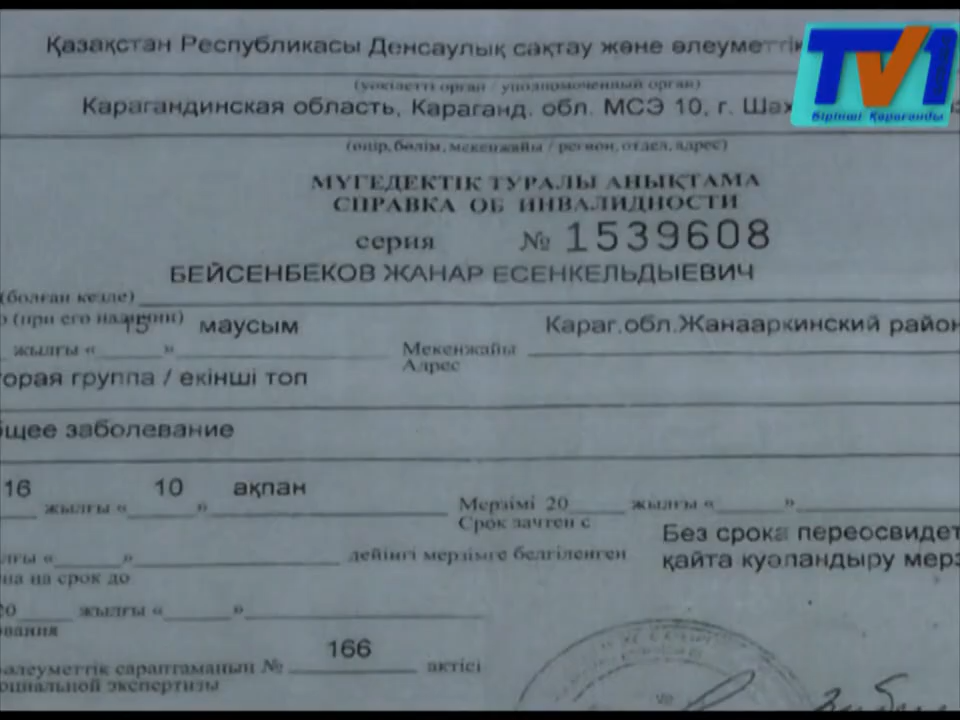 Қазақстан Республикасы Денсаулық сақтау және әлеуметтік
TV1
Бірінші Қарағанды
(уәкілетті орган / уполномоченный орган)
Карагандинская область, Караганд. обл. МСЭ 10, г. Шах
(өңір, бөлім, мекенжайы / регион, отдел, адрес)
МҮГЕДЕКТІК ТУРАЛЫ АНЫҚТАМА
СПРАВКА ОБ ИНВАЛИДНОСТИ
серия № 1539608
БЕЙСЕНБЕКОВ ЖАНАР ЕСЕНКЕЛЬДЫЕВИЧ
(болған кезде)
(при его наличии)
15 маусым Караг.обл.Жанааркинский район
жылғы « » Мекенжайы
Адрес
торая группа / екінші топ
бщее заболевание
16 10 ақпан
жылғы « » Мерзімі 20 жылғы « »
Срок зачтен с
Без срока переосвидет
лғы « » дейінгі мерзімге белгіленген қайта куәландыру мерз
на на срок до
20 жылғы « »
ования
166
әлеуметтік сараптаманың № актісі
оциальной экспертизы